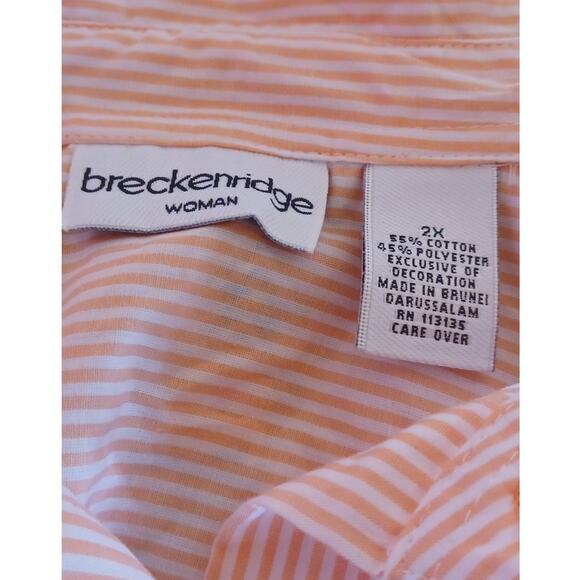 breckenridge
WOMAN
2X
55% COTTON
45% POLYESTER
EXCLUSIVE OF
DECORATION
MADE IN BRUNEI
DARUSSALAM
RN 113135
CARE OVER